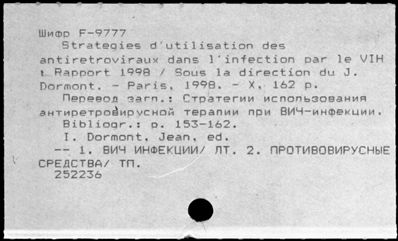 Шифр F-9777
Strategies d'utilisation des
antiretroviraux dans l'infection par le VIH
: Rapport 1998 / Sous la direction du J.
Dormont. - Paris, 1998. - X, 162 p.
Перевод загл.: Стратегии использования
антиретровирусной терапии при ВИЧ-инфекции.
Bibliogr.: p. 153-162.
I. Dormont, Jean, ed.
-- 1. ВИЧ ИНФЕКЦИИ/ ЛТ. 2. ПРОТИВОВИРУСНЫЕ
СРЕДСТВА/ ТП.
252236